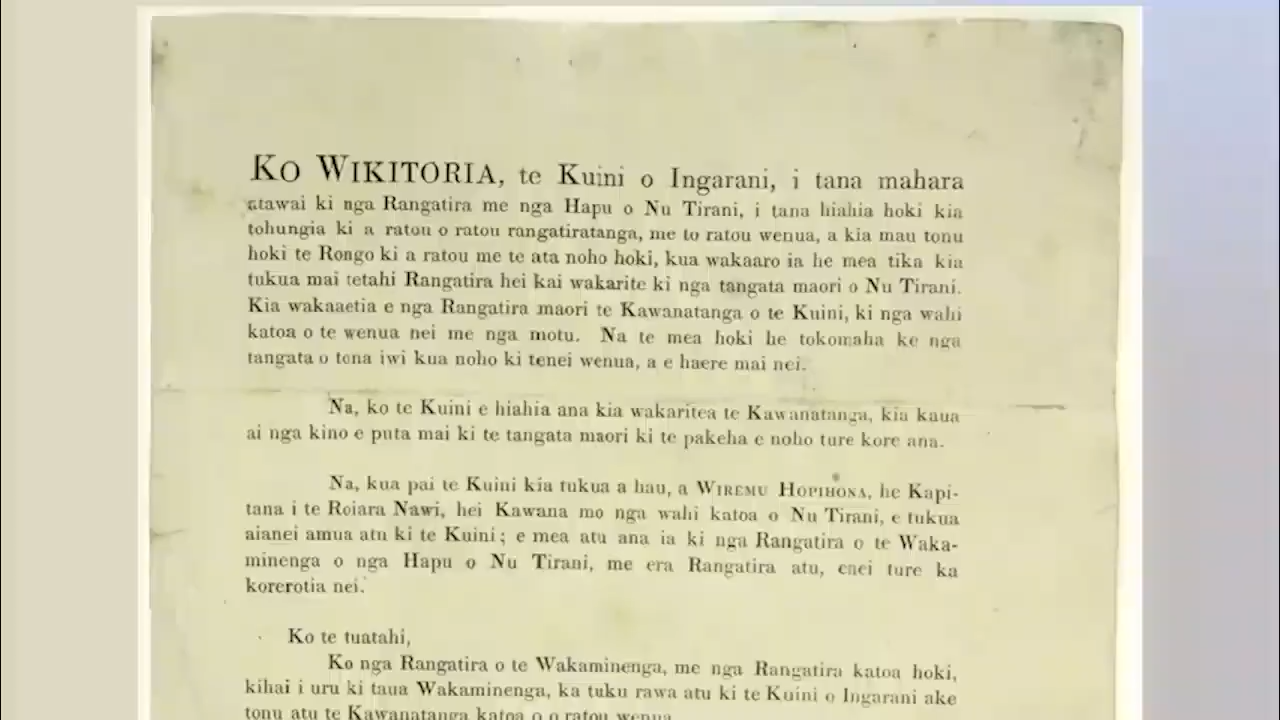 KO WIKITORIA, te Kuini o Ingarani, i tana mahara
atawai ki nga Rangatira me nga Hapu o Nu Tirani, i tana hiahia hoki kia
tohungia ki a ratou o ratou rangatiratanga, me to ratou wenua, a kia mau tonu
hoki te Rongo ki a ratou me te ata noho hoki, kua wakaaro ia he mea tika kia
tukua mai tetahi Rangatira hei kai wakarite ki nga tangata maori o Nu Tirani.
Kia wakaaetia e nga Rangatira maori te Kawanatanga o te Kuini, ki nga wahi
katoa o te wenua nei me nga motu. Na te mea hoki he tokomaha ke nga
tangata o tona iwi kua noho ki tenei wenua, a e haere mai nei.
Na, ko te Kuini e hiahia ana kia wakaritea te Kawanatanga, kia kaua
ai nga kino e puta mai ki te tangata maori ki te pakeha e noho ture kore ana.
Na, kua pai te Kuini kia tukua a hau, a WIREMU HOPIHONA, he Kapi-
tana i te Roiara Nawi, hei Kawana mo nga wahi katoa o Nu Tirani, e tukua
aianei amua atu ki te Kuini; e mea atu ana ia ki nga Rangatira o te Waka-
minenga o nga Hapu o Nu Tirani, me era Rangatira atu, enei ture ka
korerotia nei.
Ko te tuatahi,
Ko nga Rangatira o te Wakaminenga, me nga Rangatira katoa hoki,
kihai i uru ki taua Wakaminenga, ka tuku rawa atu ki te Kuini o Ingarani ake
tonu atu te Kawanatanga katoa o o ratou wenua.